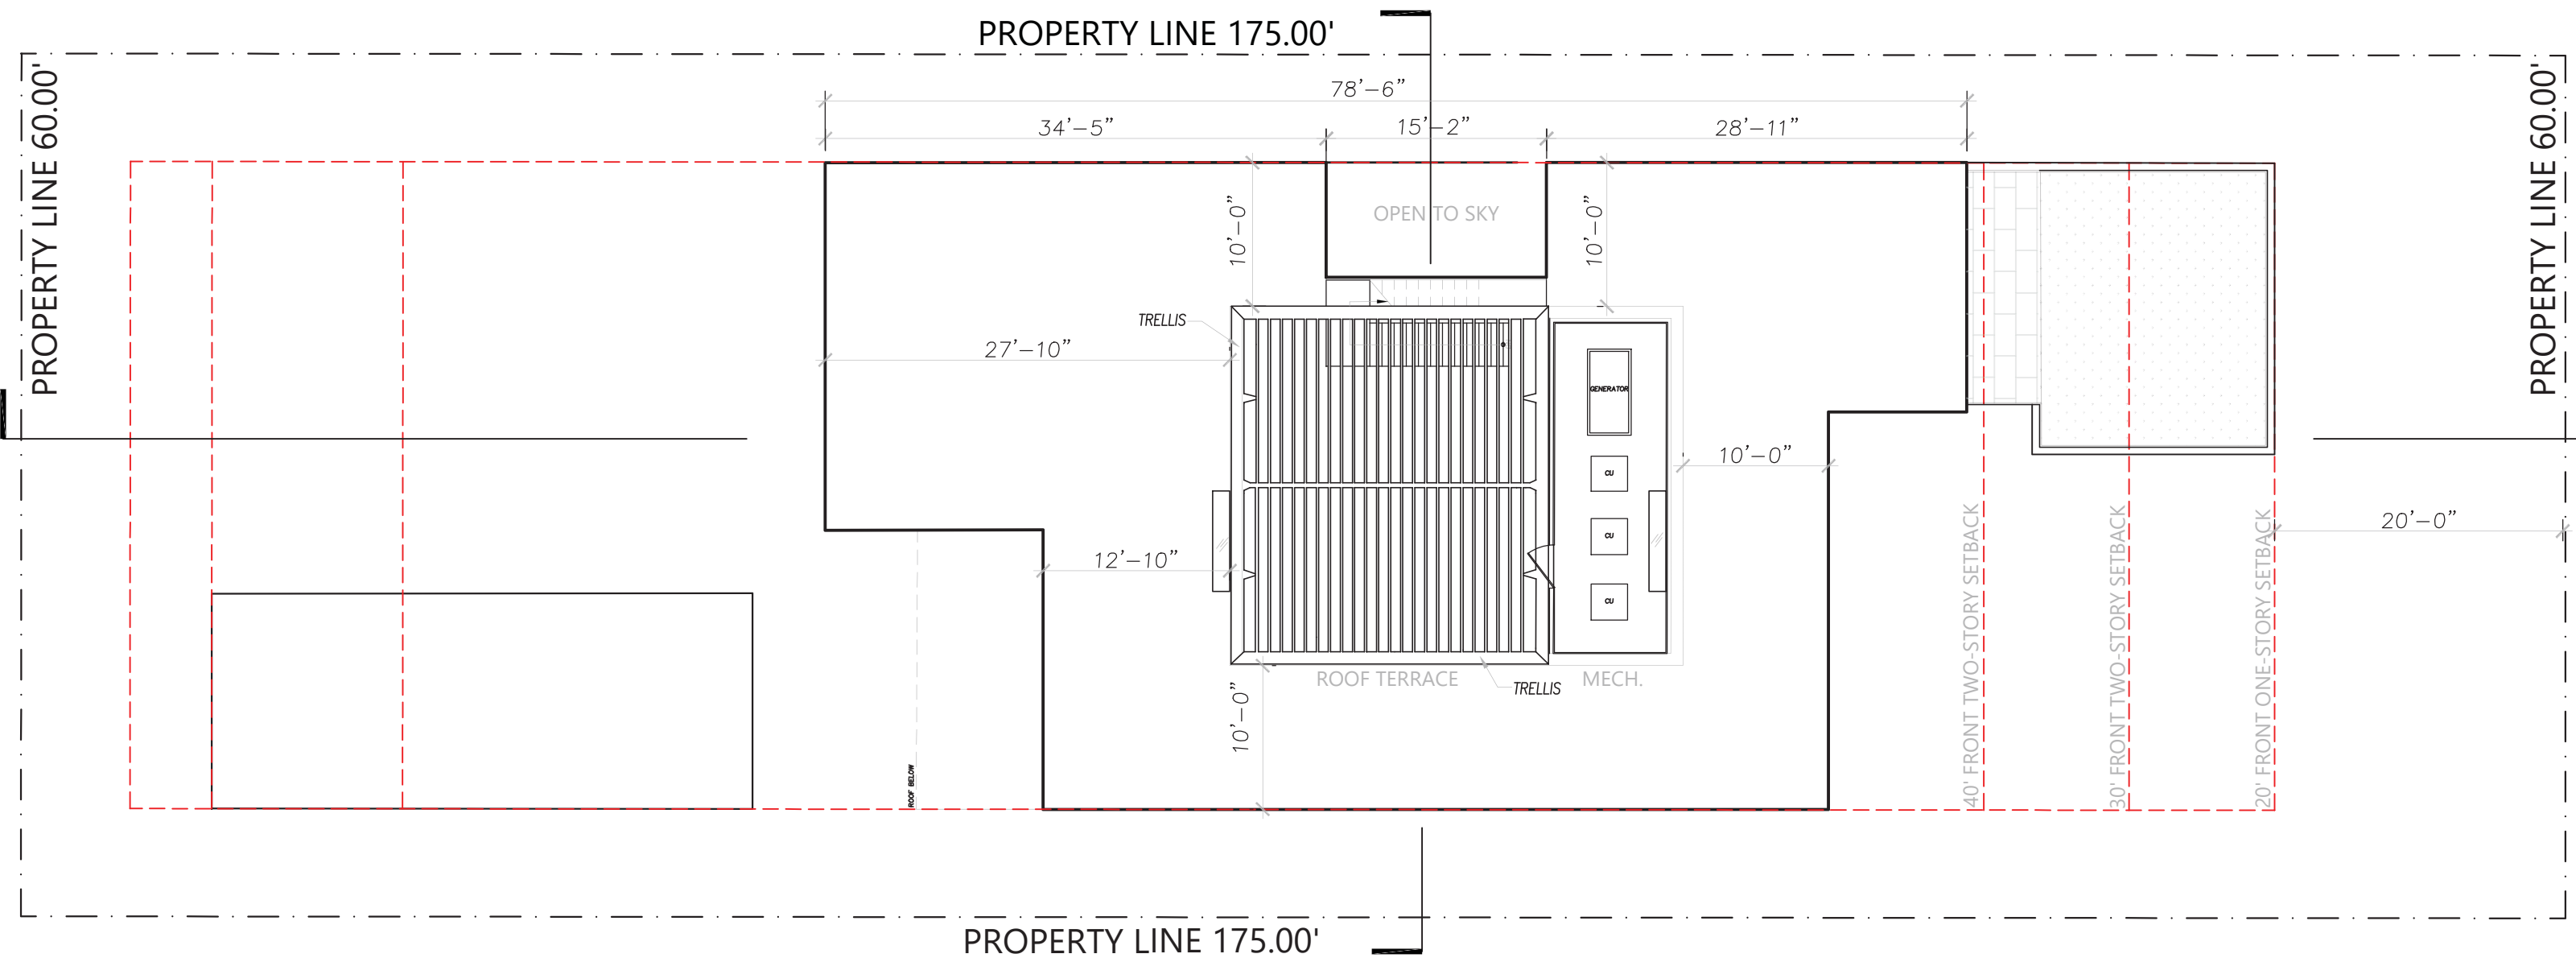 PROPERTY LINE 175.00'
PROPERTY LINE 60.00'
PROPERTY LINE 60.00'
78'-6"
34'-5"
15'-2"
28'-11"
10'-0"
OPEN TO SKY
10'-0"
TRELLIS
27'-10"
GENERATOR
10'-0"
CU
12'-10"
CU
CU
20'-0"
40' FRONT TWO-STORY SETBACK
30' FRONT TWO-STORY SETBACK
20' FRONT ONE-STORY SETBACK
ROOF TERRACE
MECH.
TRELLIS
10'-0"
ROOF BELOW
PROPERTY LINE 175.00'